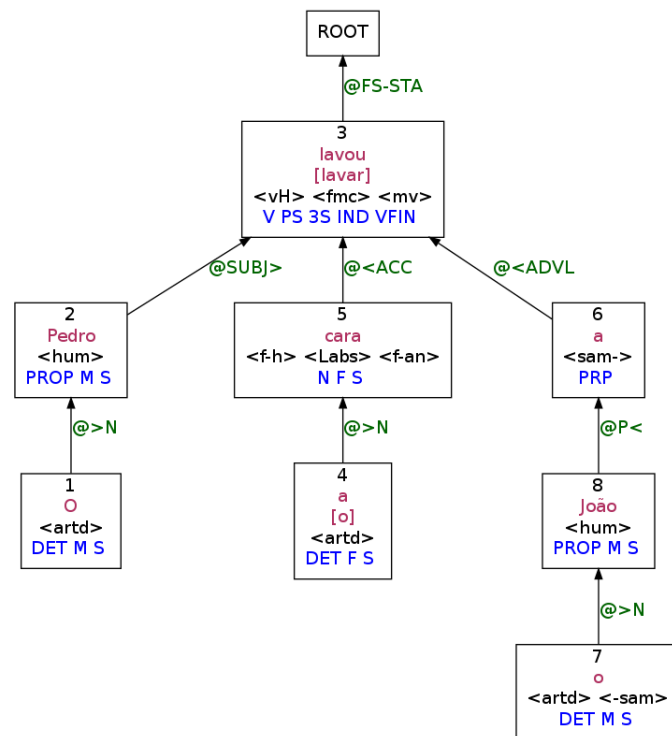 ROOT
@FS-STA
3
lavou
[lavar]
<vH> <fmc> <mv>
V PS 3S IND VFIN
@SUBJ>
@<ACC
@<ADVL
2
Pedro
<hum>
PROP M S
5
cara
<f-h> <Labs> <f-an>
N F S
6
a
<sam->
PRP
@>N
@>N
@P<
1
O
<artd>
DET M S
4
a
[o]
<artd>
DET F S
8
João
<hum>
PROP M S
@>N
7
o
<artd> <-sam>
DET M S